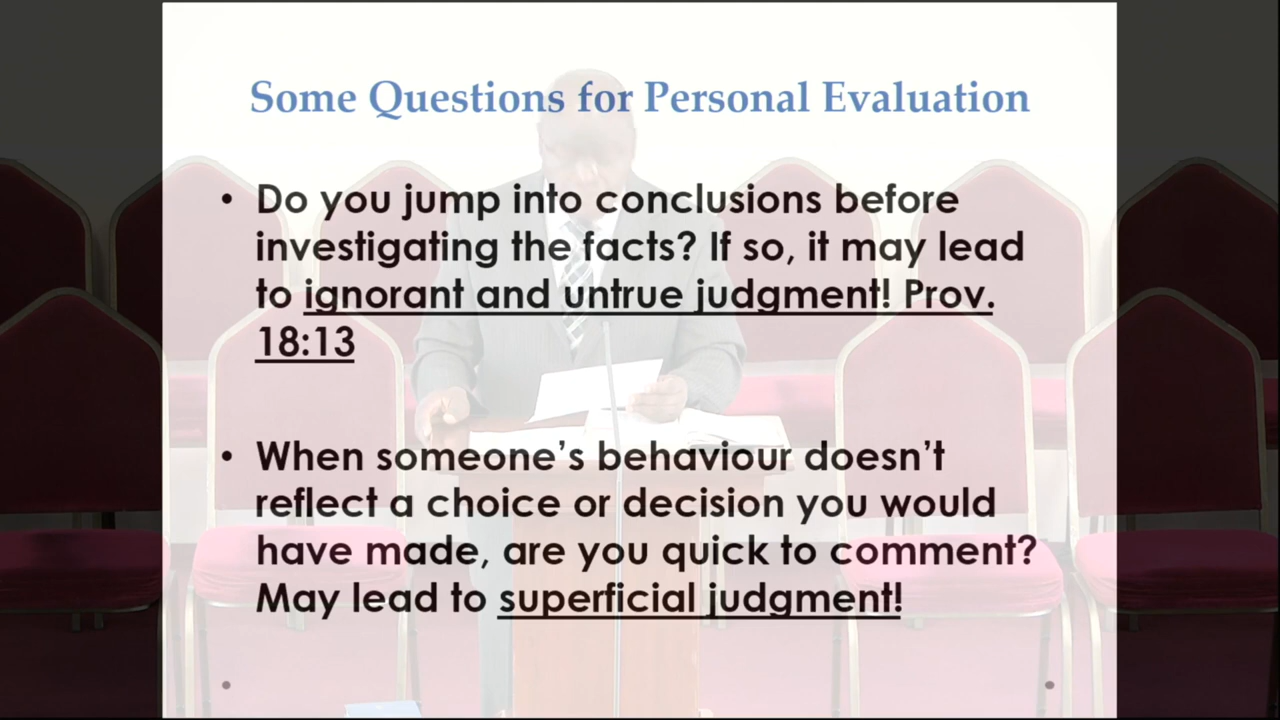 Some Questions for Personal Evaluation
• Do you jump into conclusions before
investigating the facts? If so, it may lead
to ignorant and untrue judgment! Prov.
18:13
• When someone’s behaviour doesn’t
reflect a choice or decision you would
have made, are you quick to comment?
May lead to superficial judgment!